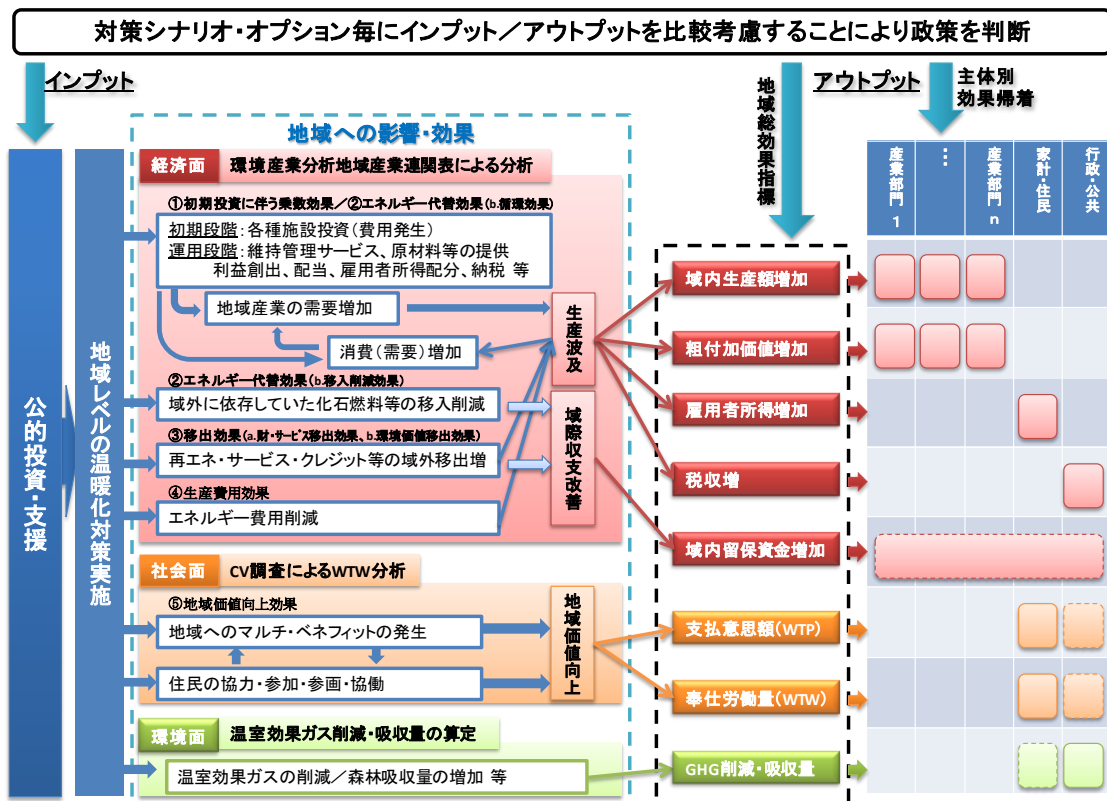 対策シナリオ・オプション毎にインプット／アウトプットを比較考慮することにより政策を判断
インプット
アウトプット
主体別
効果帰着
地域総効果指標
公的投資・支援
地域レベルの温暖化対策実施
地域への影響・効果
経済面
環境産業分析地域産業連関表による分析
①初期投資に伴う乗数効果／②エネルギー代替効果(b.循環効果)
初期段階：各種施設投資(費用発生)
運用段階：維持管理サービス、原材料等の提供
利益創出、配当、雇用者所得配分、納税 等
地域産業の需要増加
消費(需要)増加
②エネルギー代替効果(b.移入削減効果)
域外に依存していた化石燃料等の移入削減
③移出効果(a.財・サービス移出効果、b.環境価値移出効果)
再エネ・サービス・クレジット等の域外移出増
④生産費用効果
エネルギー費用削減
生産波及
域際収支改善
社会面
CV調査によるWTW分析
⑤地域価値向上効果
地域へのマルチ・ベネフィットの発生
住民の協力・参加・参画・協働
地域価値向上
環境面
温室効果ガス削減・吸収量の算定
温室効果ガスの削減／森林吸収量の増加 等
域内生産額増加
粗付加価値増加
雇用者所得増加
税収増
域内留保資金増加
支払意思額(WTP)
奉仕労働量(WTW)
GHG削減・吸収量
産業部門1
…
産業部門n
家計・住民
行政・公共